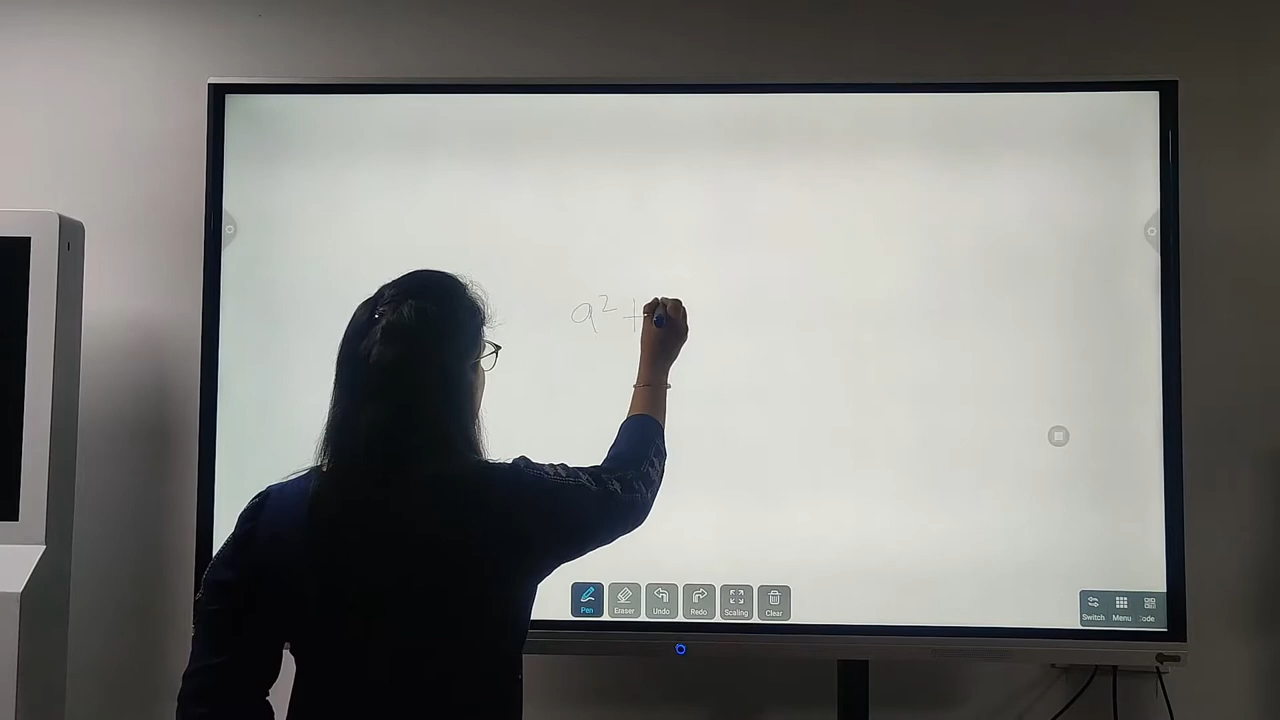 a² +
Pen Eraser Undo Redo Scaling Clear
Switch Menu